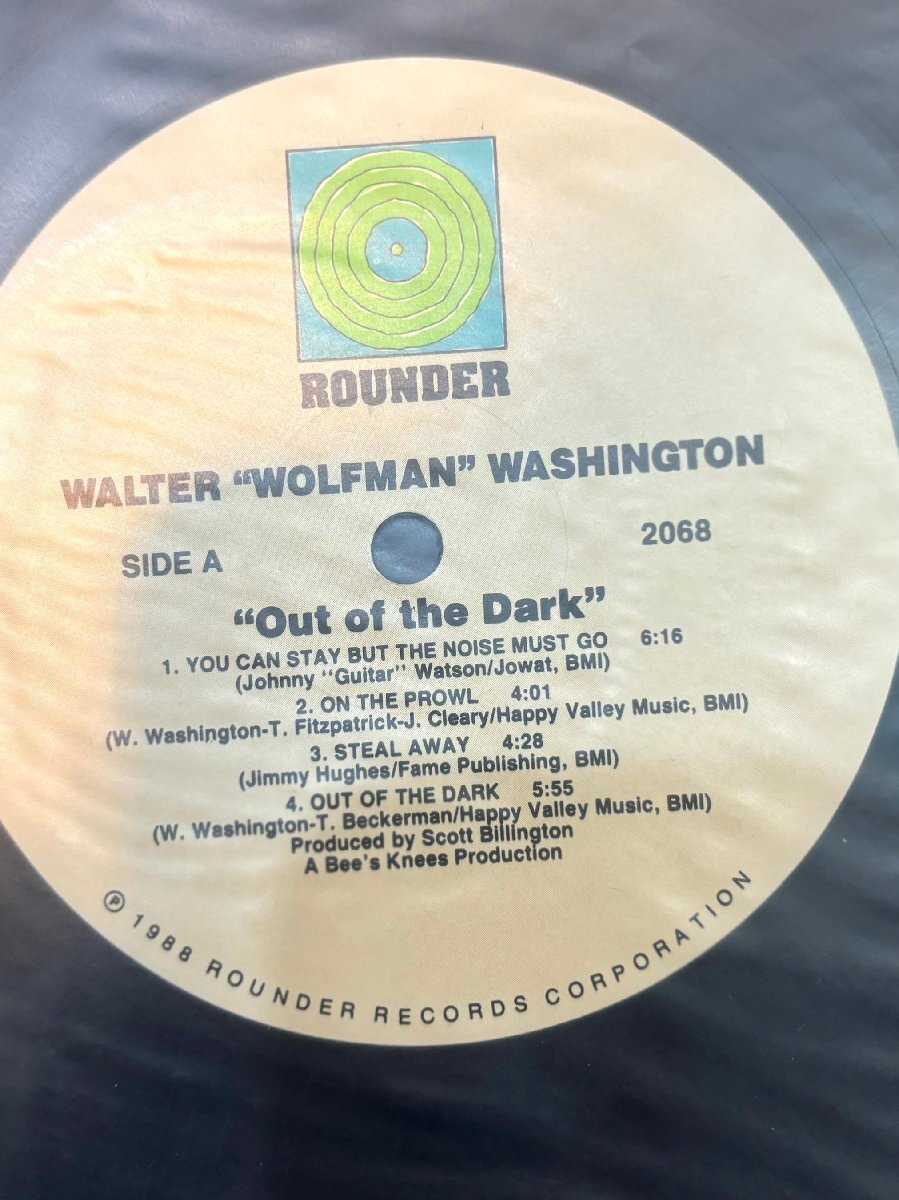 ROUNDER
WALTER “WOLFMAN” WASHINGTON
SIDE A
2068
“Out of the Dark”
1. YOU CAN STAY BUT THE NOISE MUST GO 6:16
(Johnny "Guitar" Watson/Jowat, BMI)
2. ON THE PROWL 4:01
(W. Washington-T. Fitzpatrick-J. Cleary/Happy Valley Music, BMI)
3. STEAL AWAY 4:28
(Jimmy Hughes/Fame Publishing, BMI)
4. OUT OF THE DARK 5:55
(W. Washington-T. Beckerman/Happy Valley Music, BMI)
Produced by Scott Billington
A Bee's Knees Production
℗ 1988 ROUNDER RECORDS CORPORATION